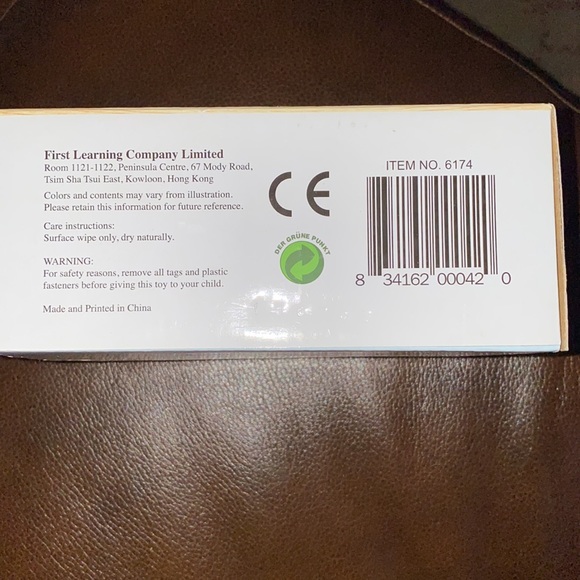 First Learning Company Limited
Room 1121-1122, Peninsula Centre, 67 Mody Road,
Tsim Sha Tsui East, Kowloon, Hong Kong
Colors and contents may vary from illustration.
Please retain this information for future reference.
Care instructions:
Surface wipe only, dry naturally.
WARNING:
For safety reasons, remove all tags and plastic
fasteners before giving this toy to your child.
Made and Printed in China
CE
DER GRÜNE PUNKT
ITEM NO. 6174
8 34162 00042 0